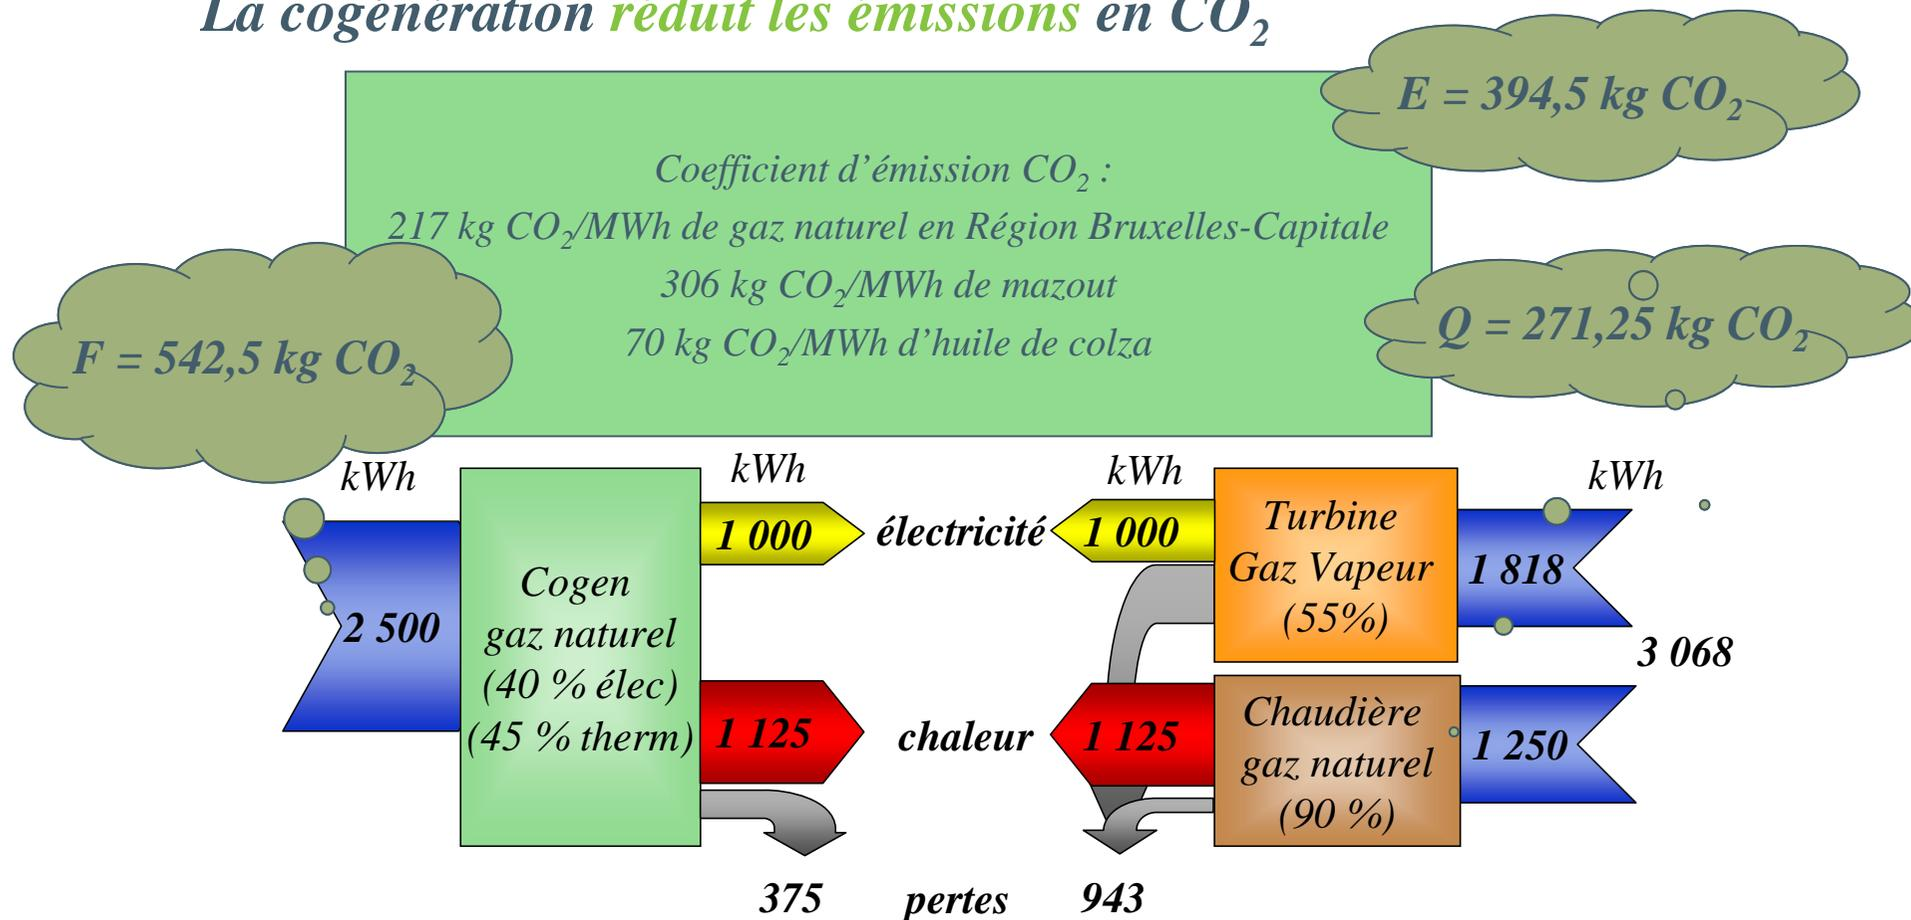 La cogénération réduit les émissions en CO2
E = 394,5 kg CO2
Coefficient d’émission CO2 :
217 kg CO2/MWh de gaz naturel en Région Bruxelles-Capitale
306 kg CO2/MWh de mazout
70 kg CO2/MWh d’huile de colza
F = 542,5 kg CO2
Q = 271,25 kg CO2
kWh
kWh
kWh
kWh
2 500
Cogen
gaz naturel
(40 % élec)
(45 % therm)
1 000
électricité
1 000
Turbine
Gaz Vapeur
(55%)
1 818
3 068
1 125
chaleur
1 125
Chaudière
gaz naturel
(90 %)
1 250
375
pertes
943